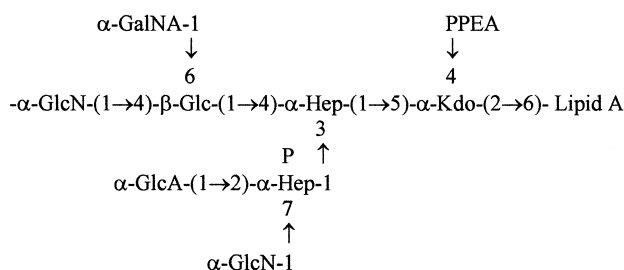 α-GalNA-1 PPEA
↓ ↓
6 4
-α-GlcN-(1→4)-β-Glc-(1→4)-α-Hep-(1→5)-α-Kdo-(2→6)- Lipid A
3
P ↑
α-GlcA-(1→2)-α-Hep-1
7
↑
α-GlcN-1